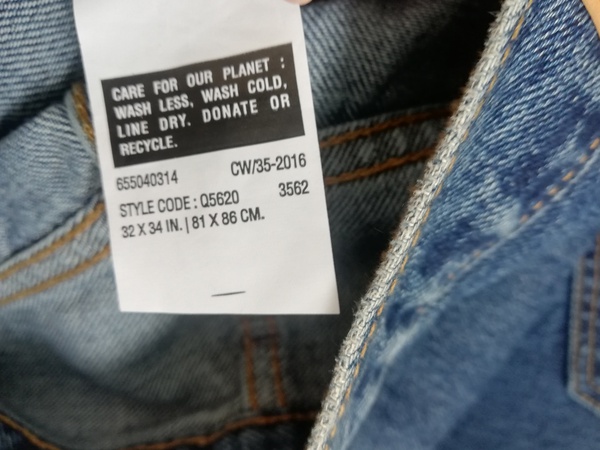 CARE FOR OUR PLANET :
WASH LESS, WASH COLD,
LINE DRY. DONATE OR
RECYCLE.
655040314 CW/35-2016
STYLE CODE : Q5620 3562
32 X 34 IN. | 81 X 86 CM.